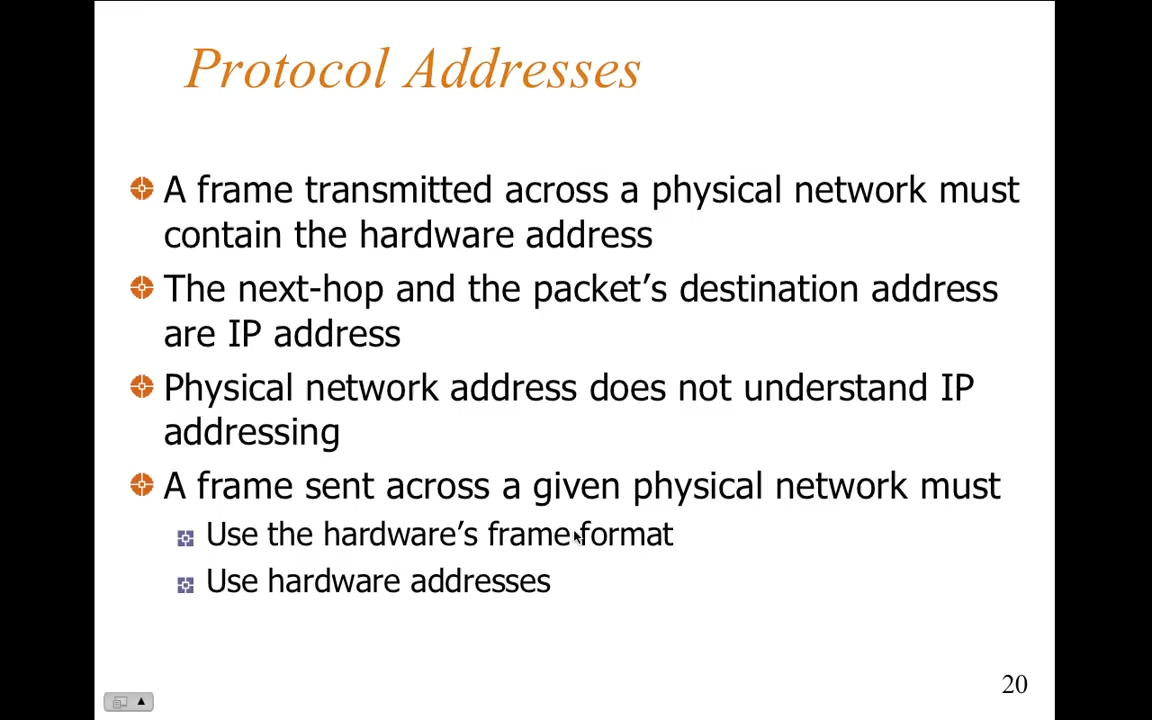 Protocol Addresses
A frame transmitted across a physical network must
contain the hardware address
The next-hop and the packet’s destination address
are IP address
Physical network address does not understand IP
addressing
A frame sent across a given physical network must
Use the hardware’s frame format
Use hardware addresses
20